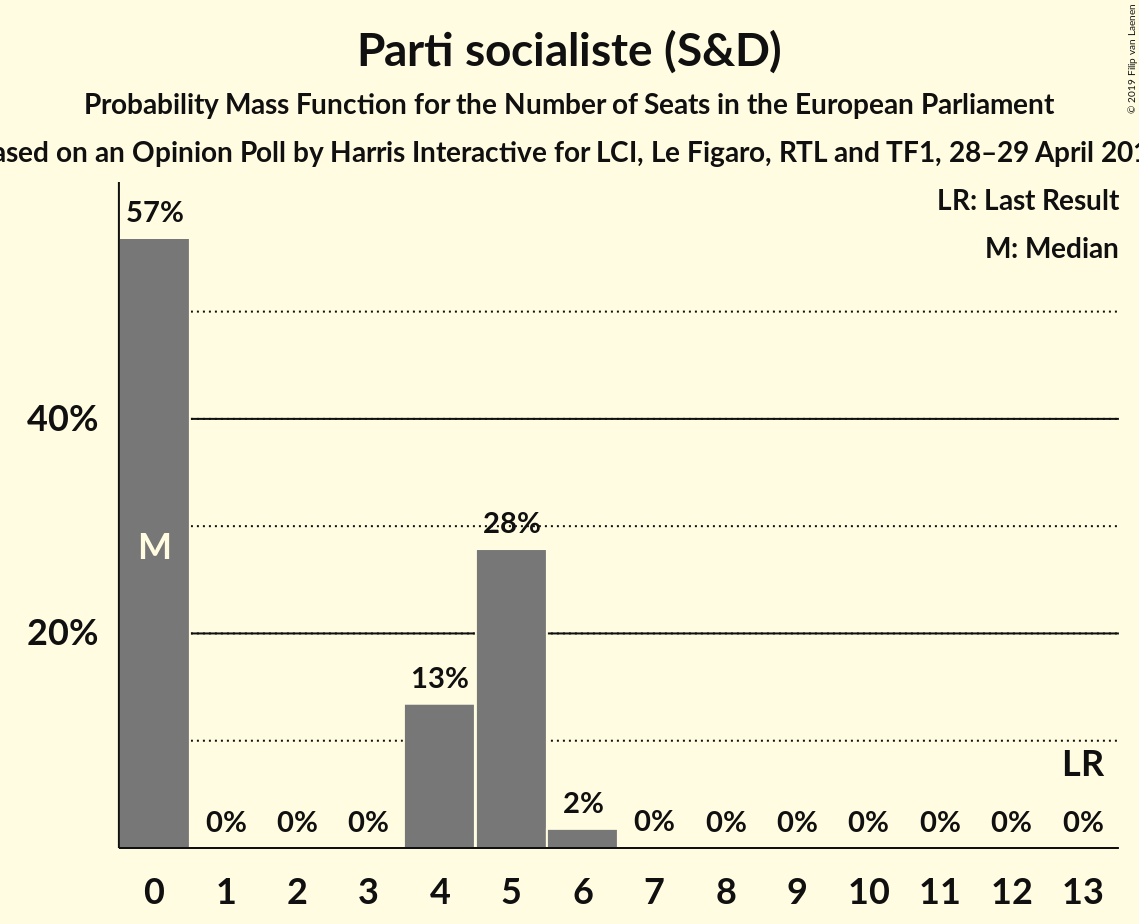 Parti socialiste (S&D)
Probability Mass Function for the Number of Seats in the European Parliament
ased on an Opinion Poll by Harris Interactive for LCI, Le Figaro, RTL and TF1, 28–29 April 201
© 2019 Filip van Laenen
LR: Last Result
M: Median
57%
40%
28%
M
20%
13%
LR
2%
0% 0% 0% 0% 0% 0% 0% 0% 0% 0%
0 1 2 3 4 5 6 7 8 9 10 11 12 13